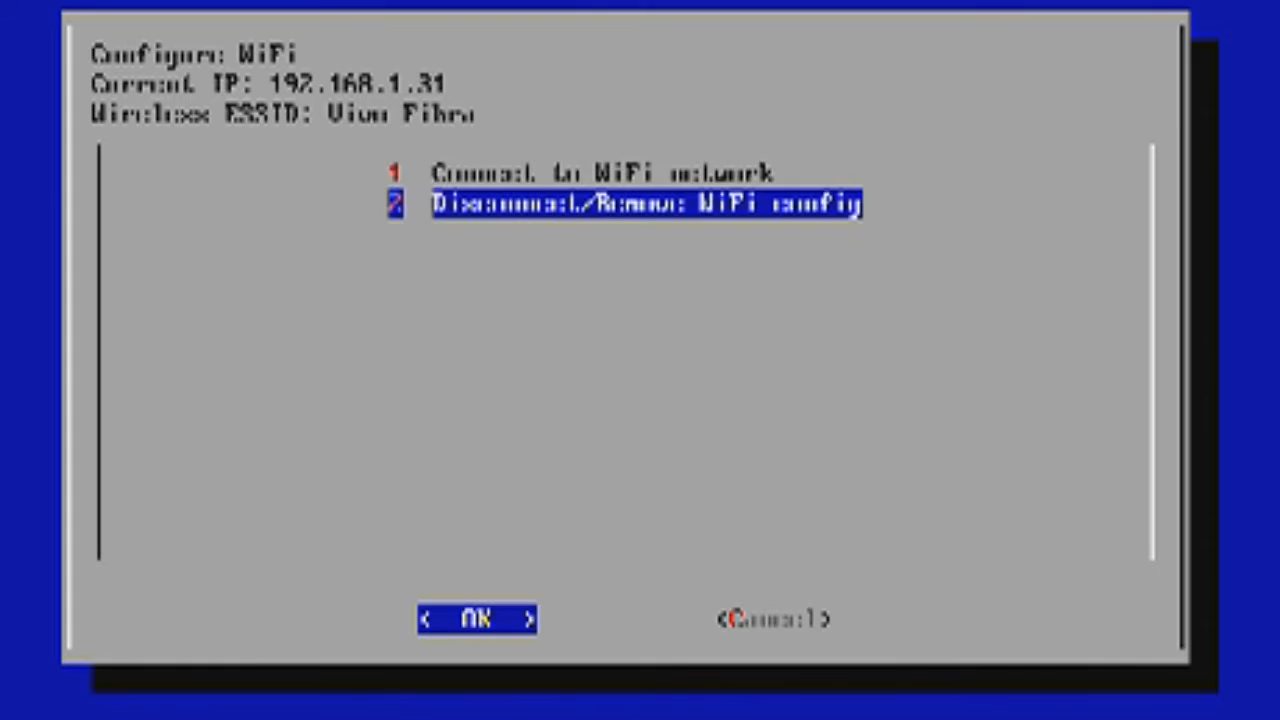 Configure WiFi
Current IP: 192.168.1.31
Wireless ESSID: Vivo Fibra
1 Connect to WiFi network
2 Disconnect/Remove WiFi config
< OK >
<Cancel>